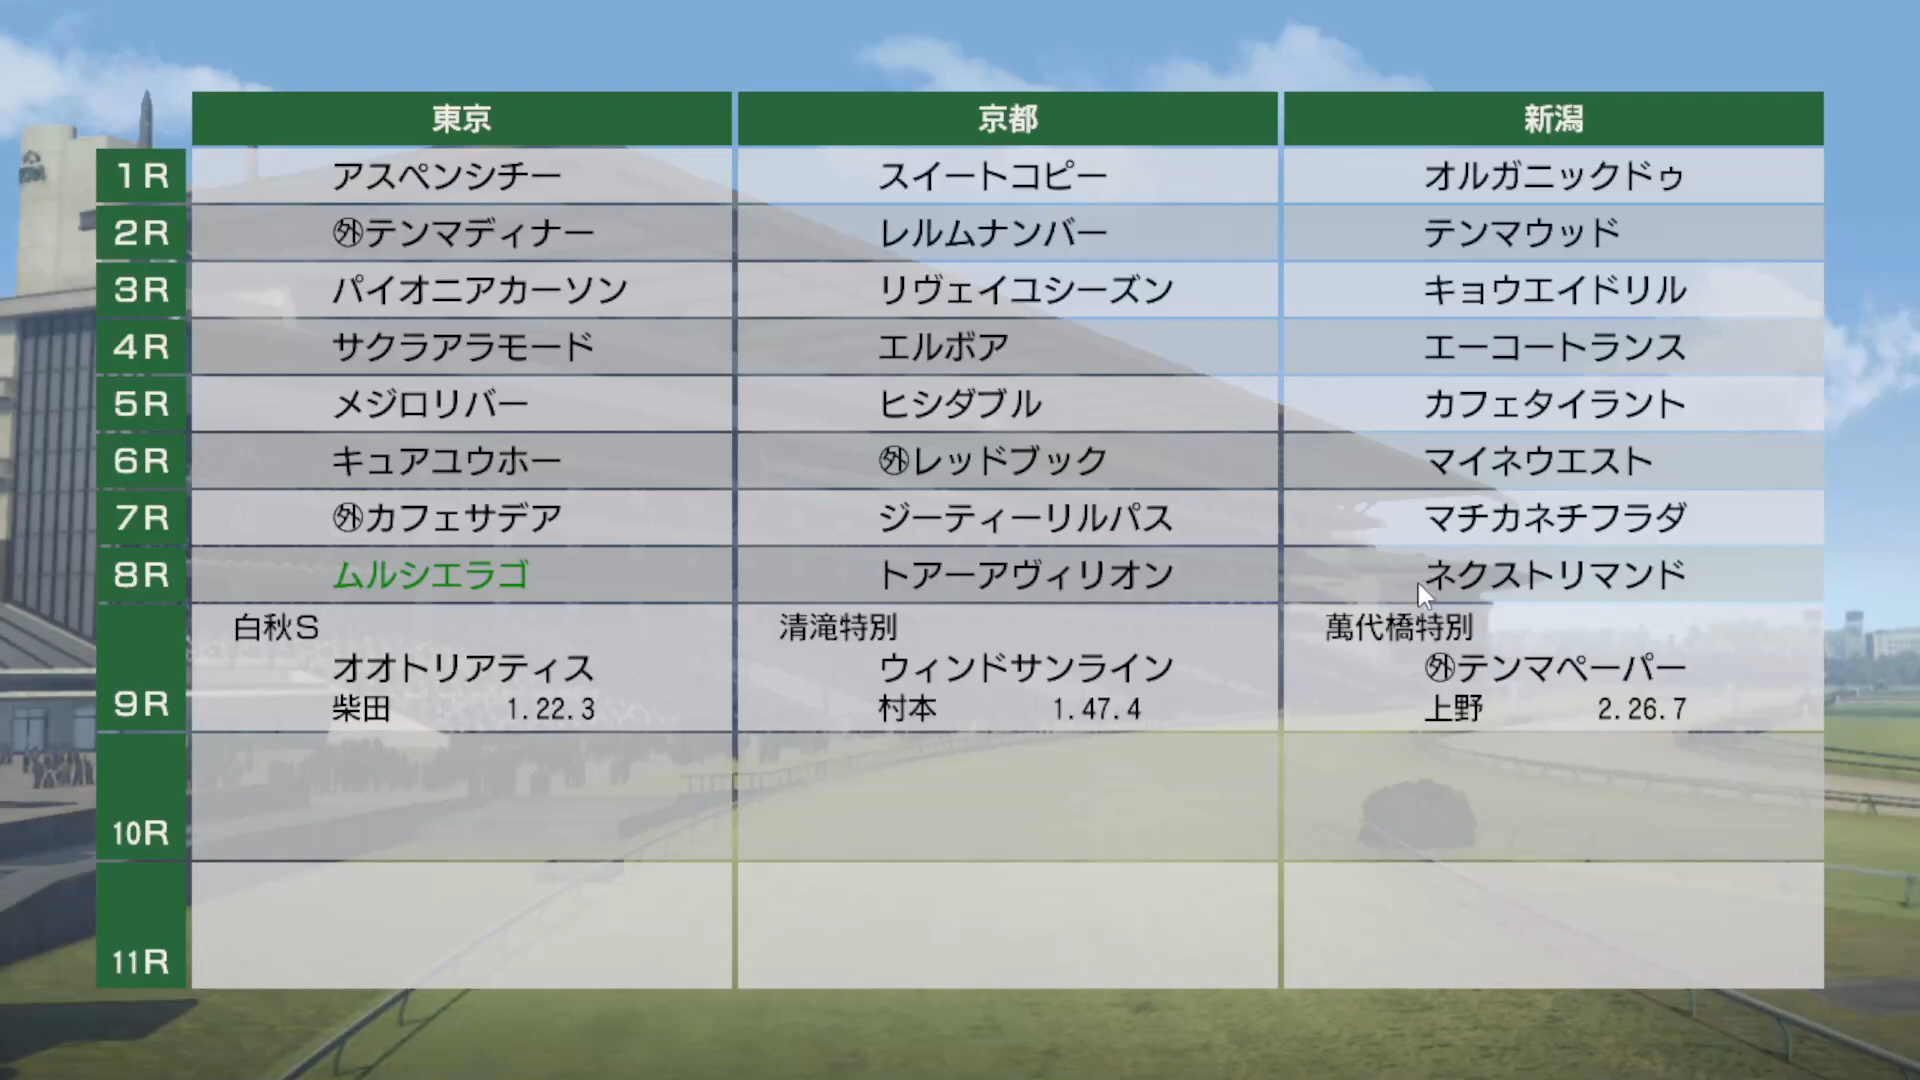 東京 京都 新潟
1R アスペンシチー スイートコピー オルガニックドゥ
2R ㊕テンマディナー レルムナンバー テンマウッド
3R パイオニアカーソン リヴェイユシーズン キョウエイドリル
4R サクラアラモード エルボア エーコートランス
5R メジロリバー ヒシダブル カフェタイラント
6R キュアユウホー 外レッドブック マイネウエスト
7R 外カフェサデア ジーティーリルパス マチカネチフラダ
8R ムルシエラゴ トアーアヴィリオン ネクストリマンド
白秋S 清滝特別 萬代橋特別
オオトリアティス ウィンドサンライン 外テンマペーパー
9R 柴田 1.22.3 村本 1.47.4 上野 2.26.7
10R
11R